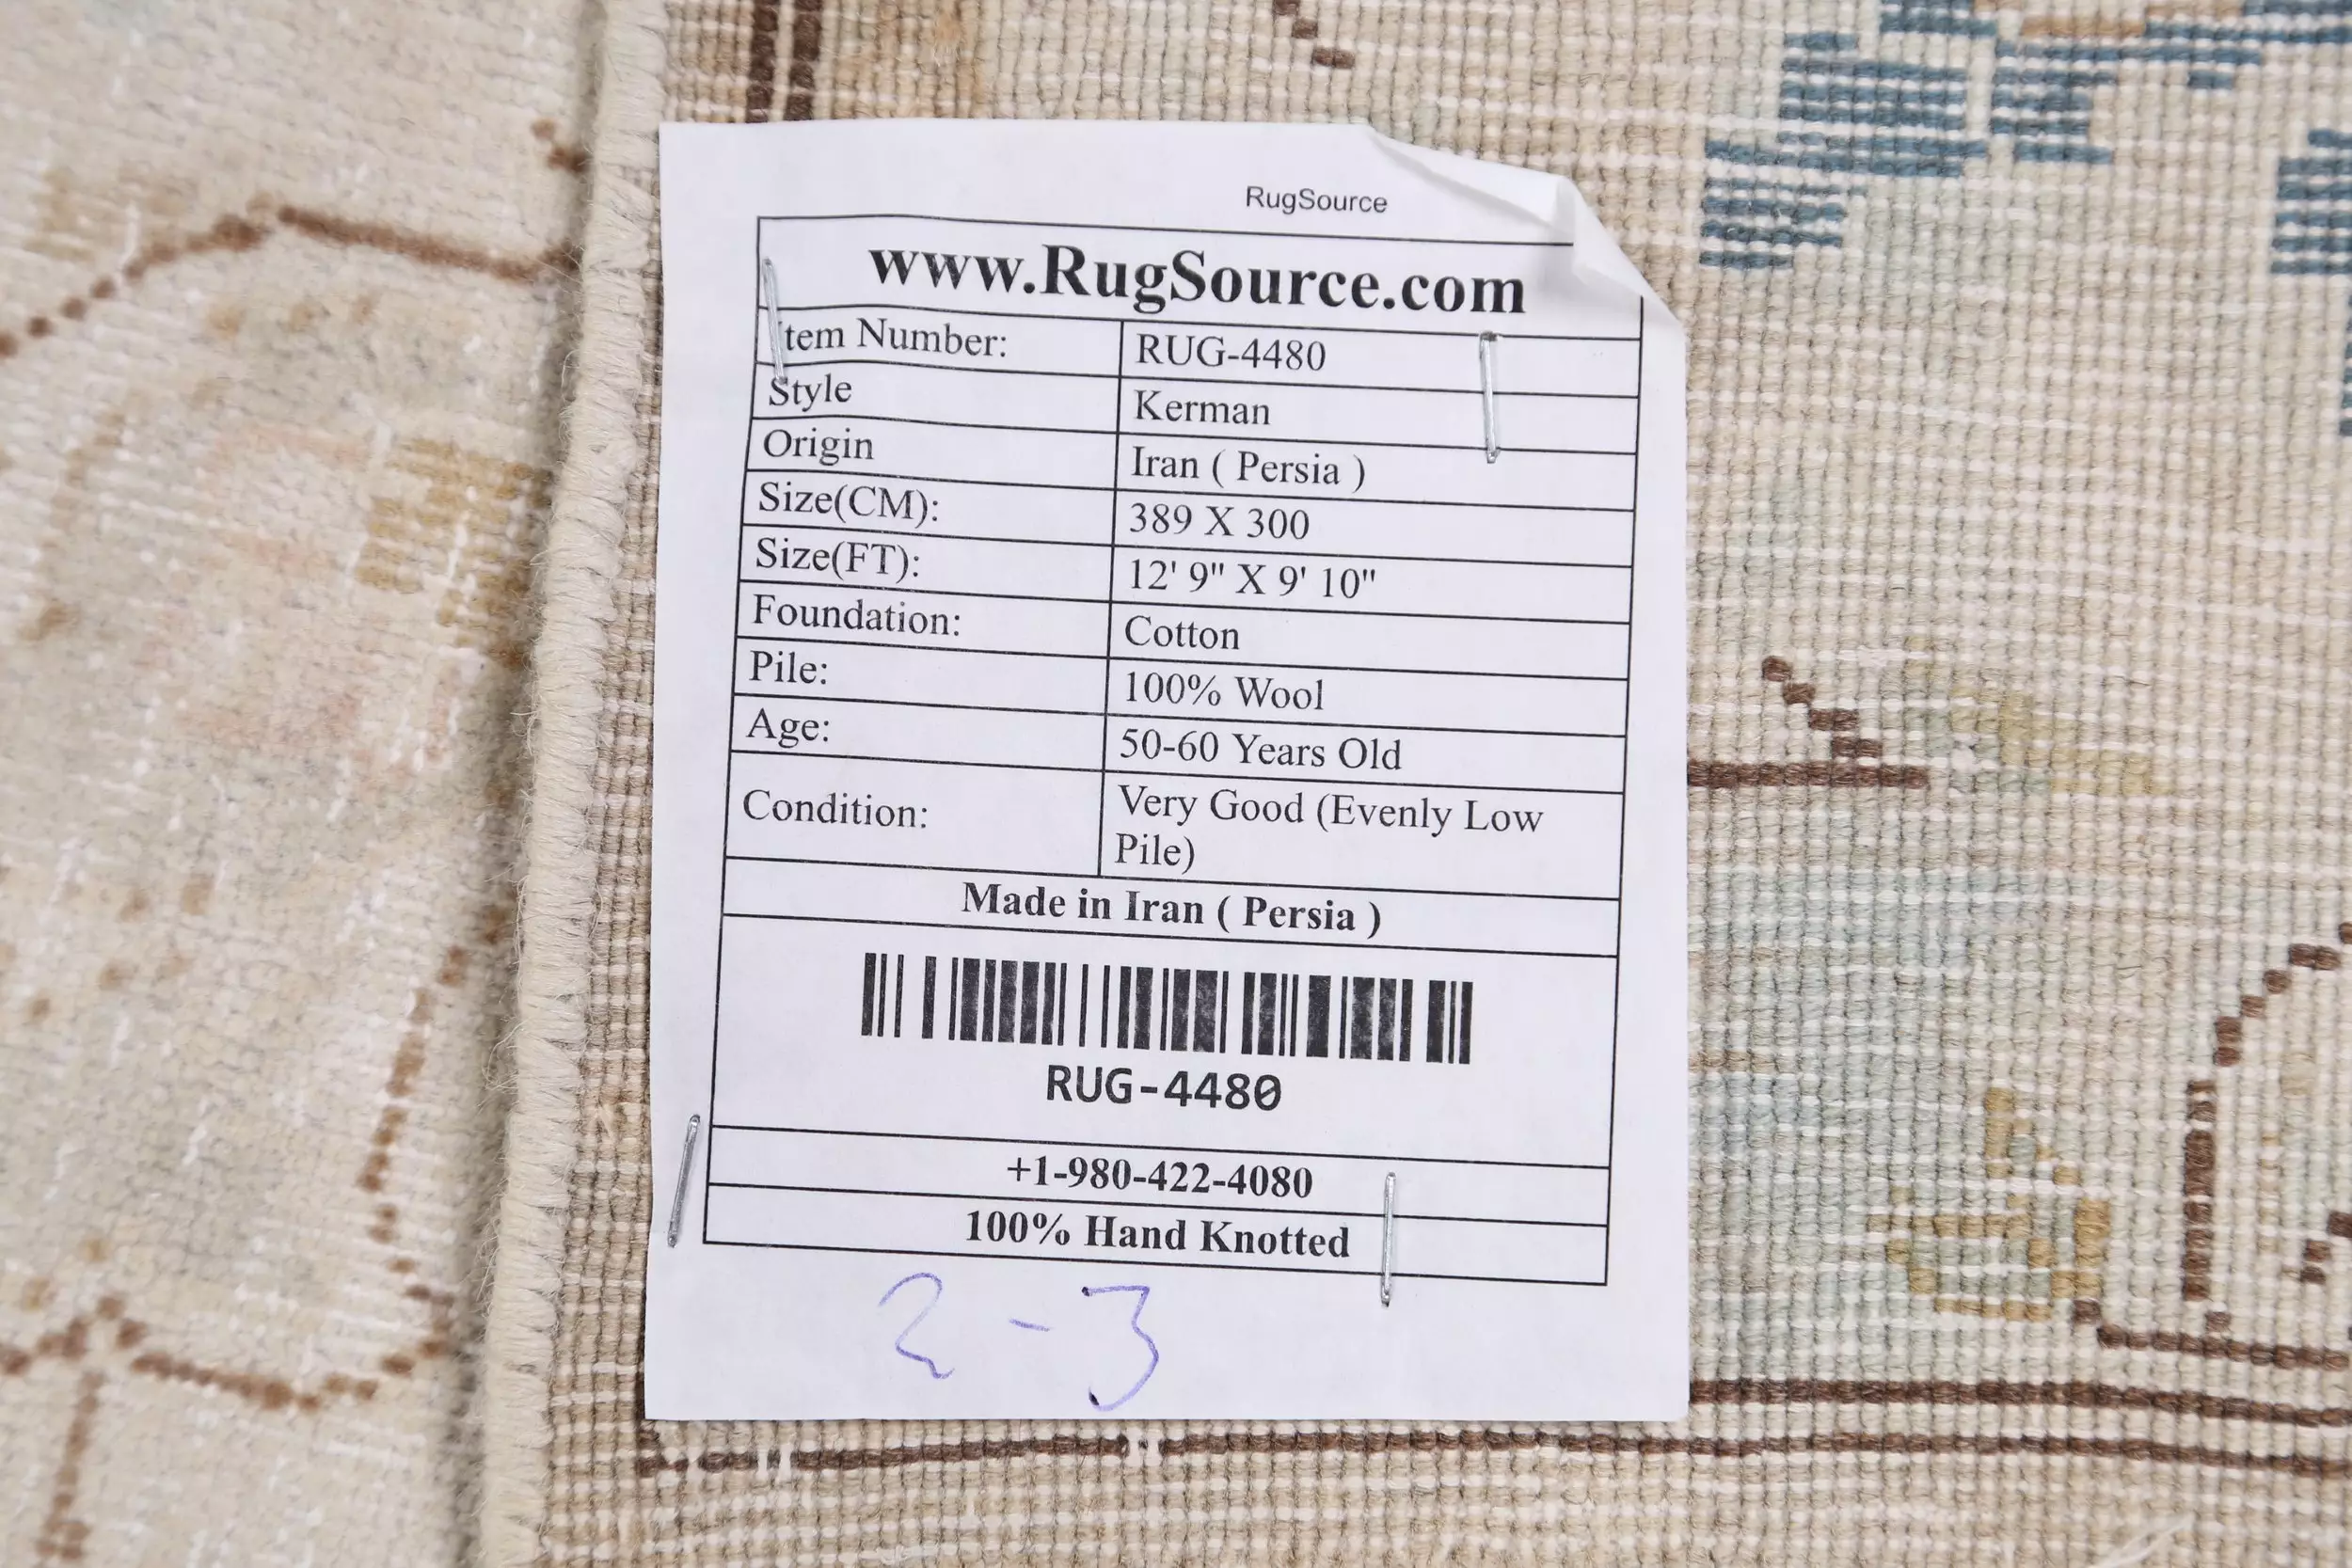 RugSource
www.RugSource.com
Item Number: RUG-4480
Style Kerman
Origin Iran ( Persia )
Size(CM): 389 X 300
Size(FT): 12' 9" X 9' 10"
Foundation: Cotton
Pile: 100% Wool
Age: 50-60 Years Old
Condition: Very Good (Evenly Low
Pile)
Made in Iran ( Persia )
RUG-4480
+1-980-422-4080
100% Hand Knotted
2-3